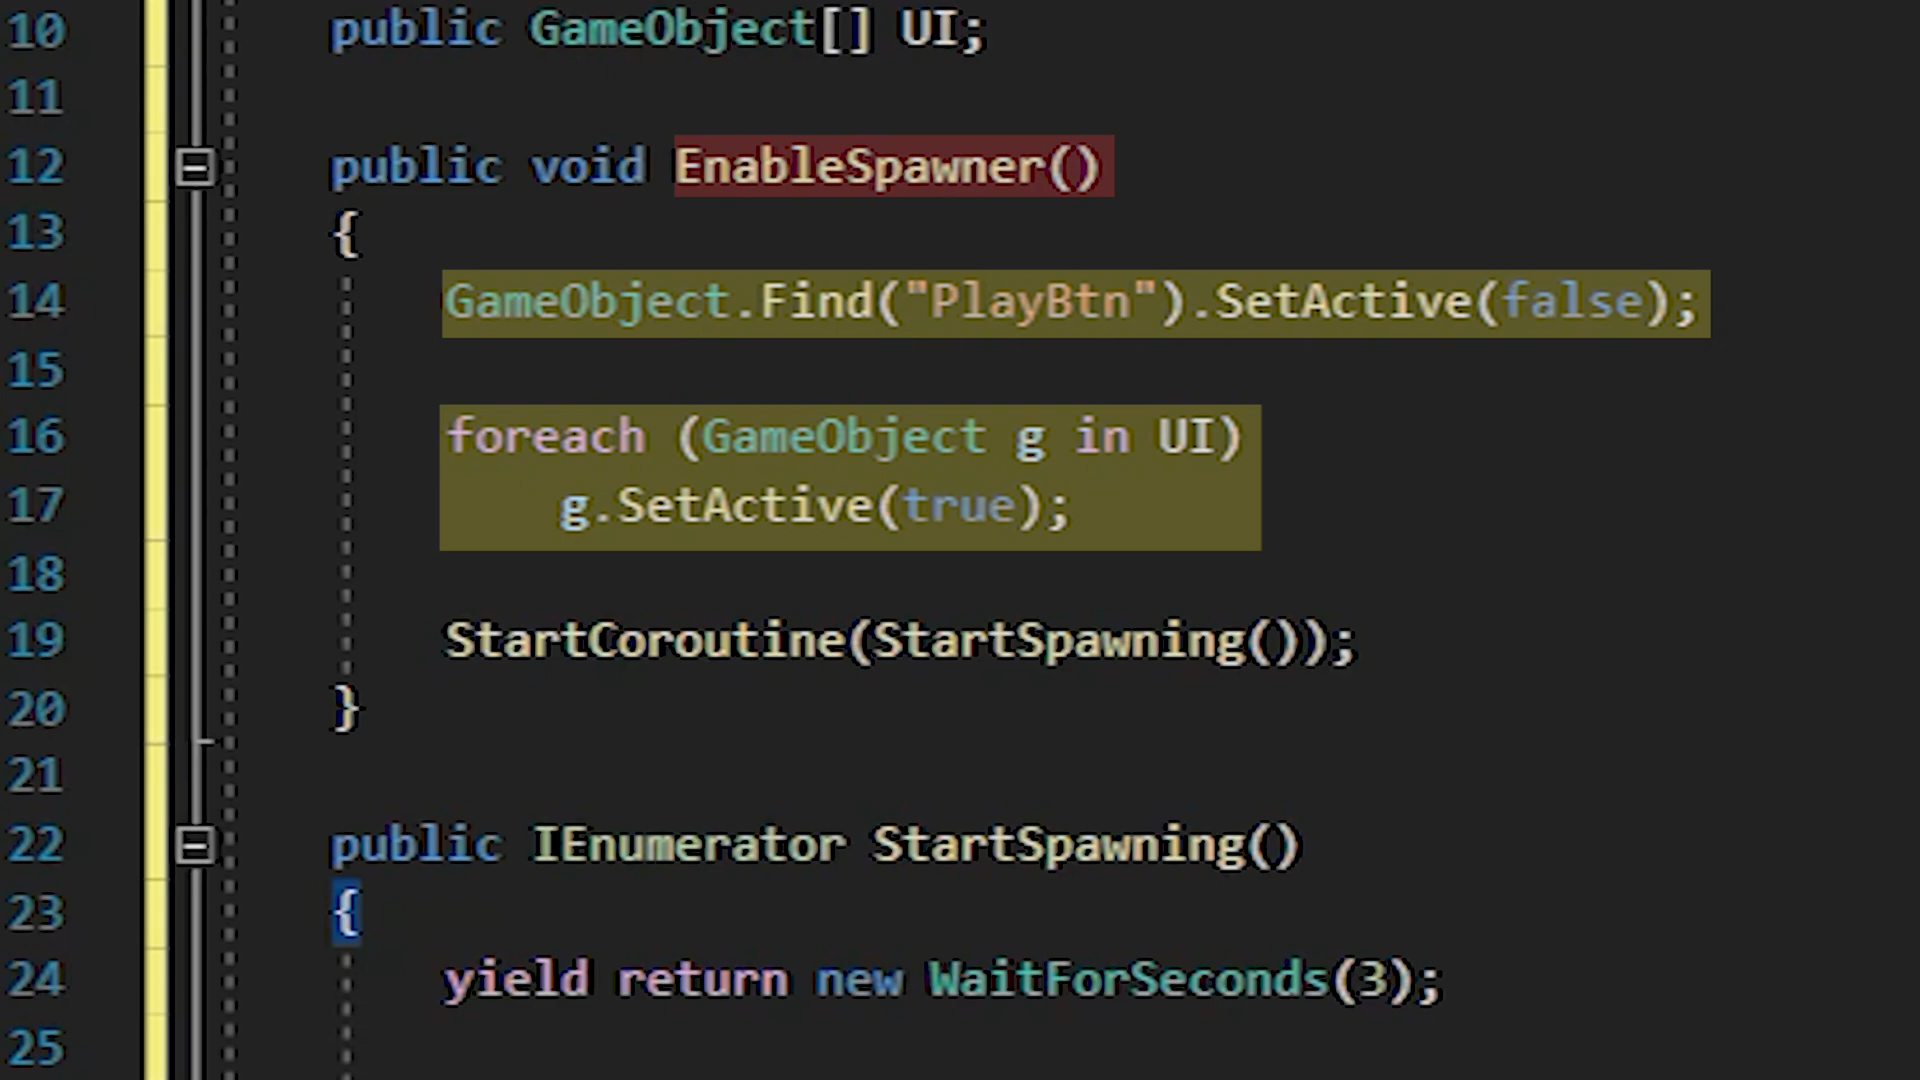 10 public GameObject[] UI;
11
12 public void EnableSpawner()
13 {
14 GameObject.Find("PlayBtn").SetActive(false);
15
16 foreach (GameObject g in UI)
17 g.SetActive(true);
18
19 StartCoroutine(StartSpawning());
20 }
21
22 public IEnumerator StartSpawning()
23 {
24 yield return new WaitForSeconds(3);
25